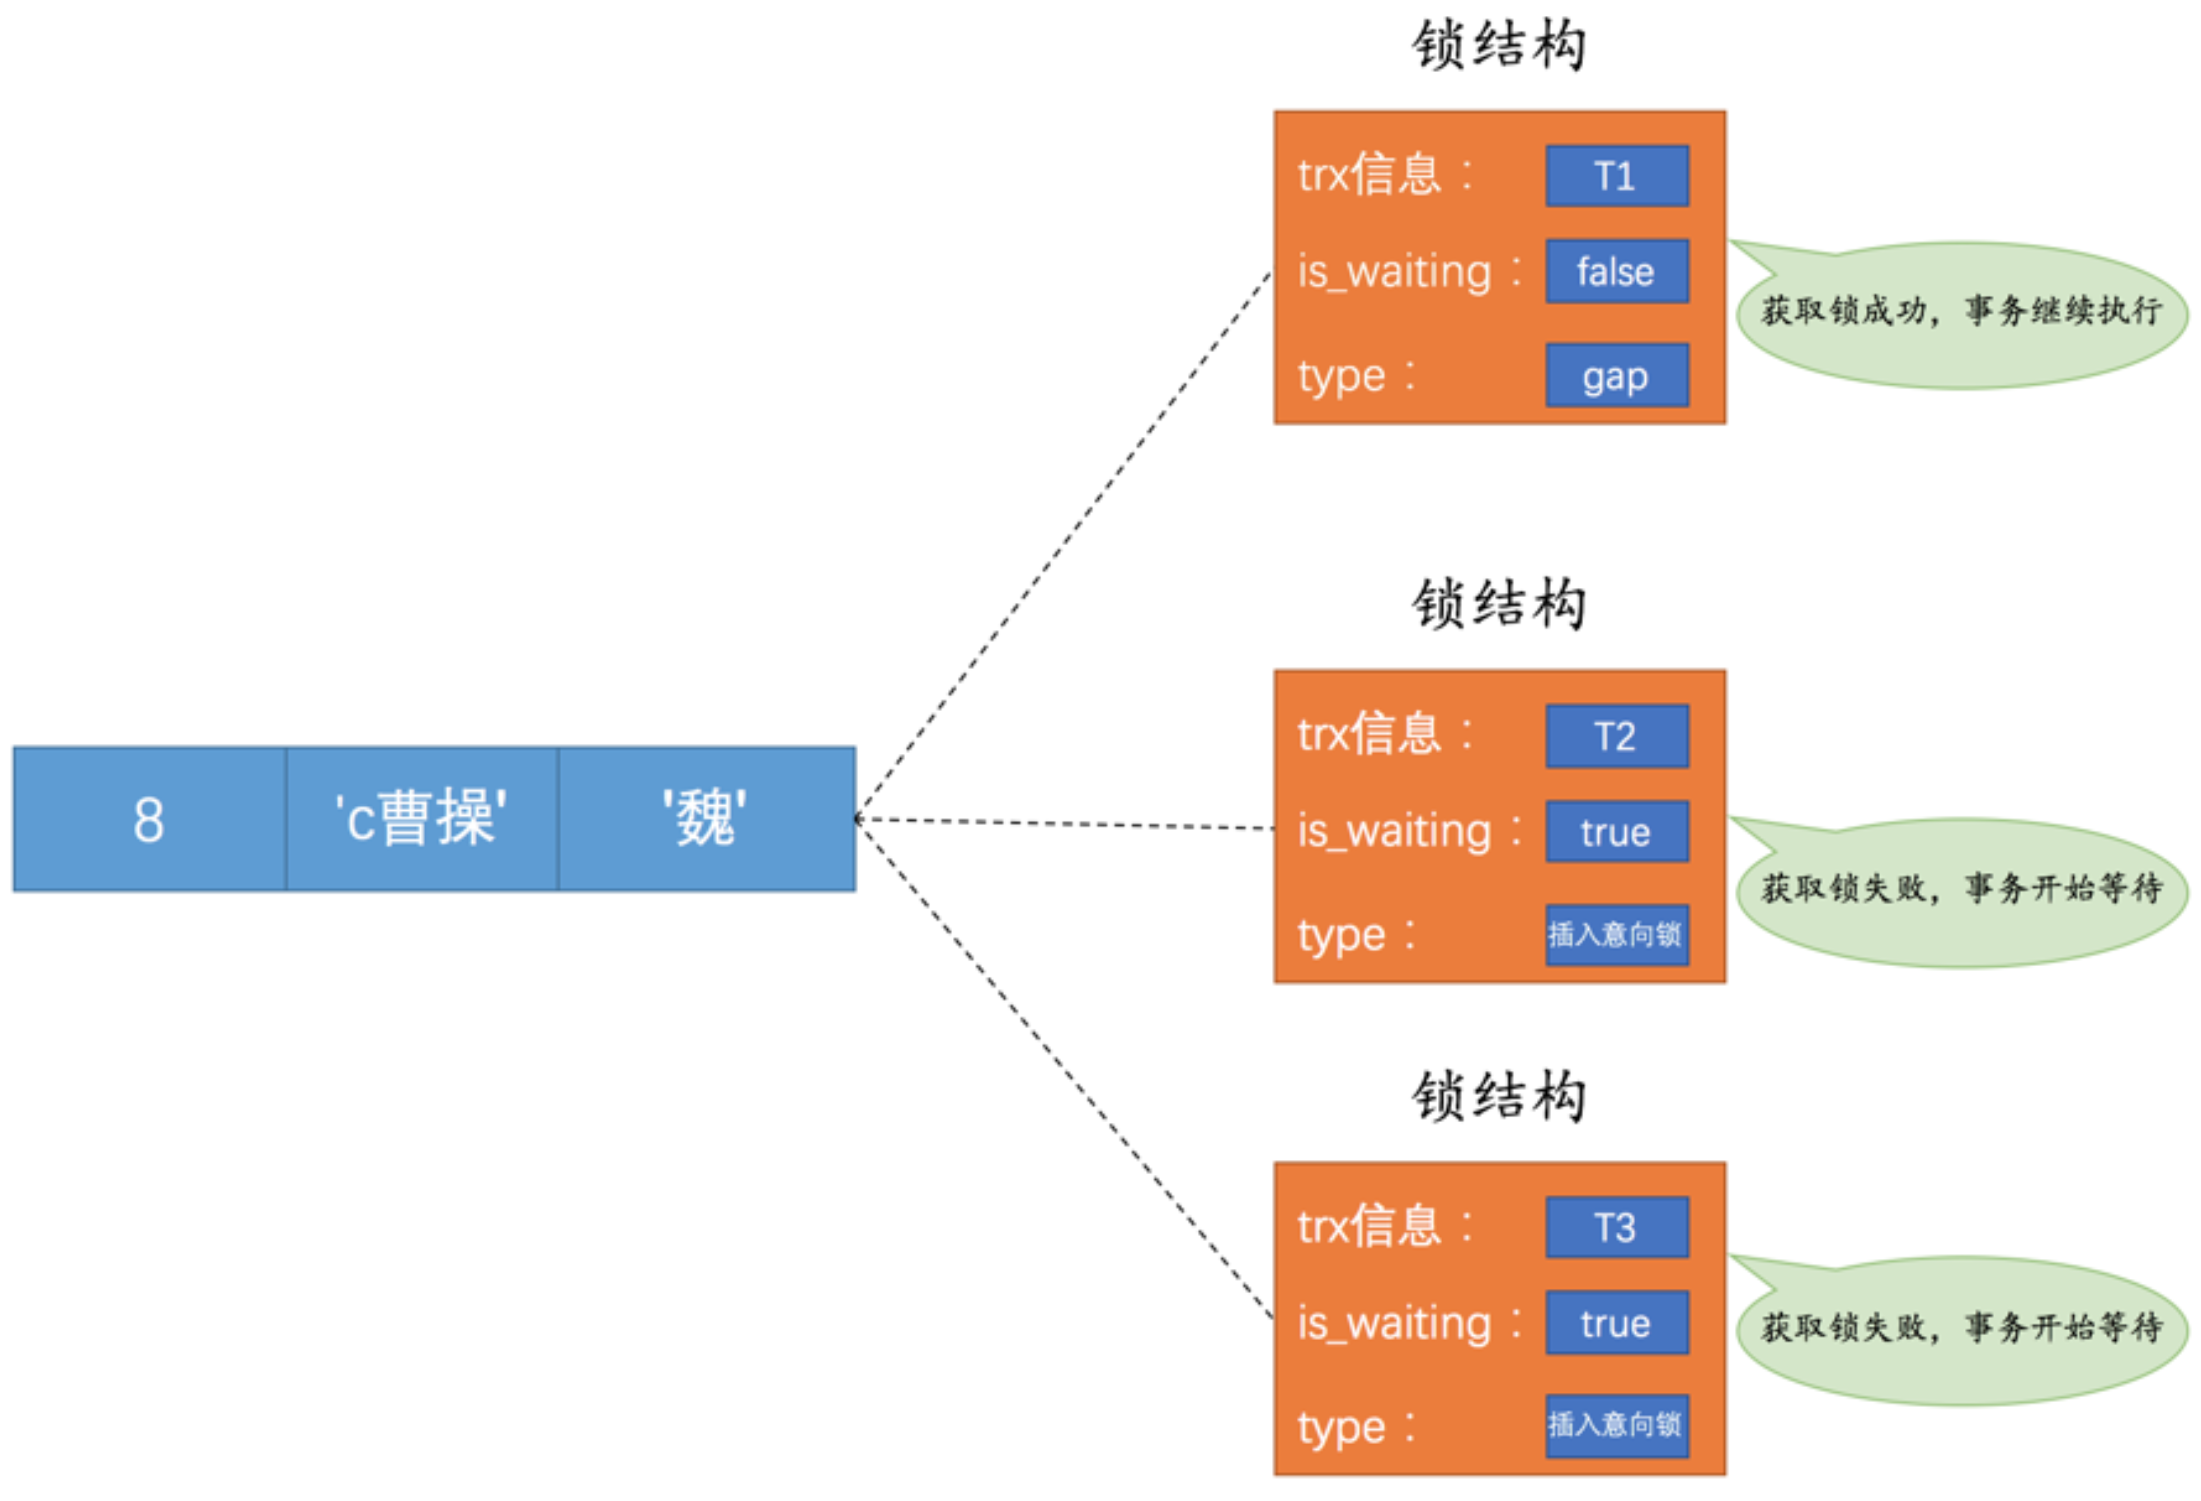 锁结构
trx信息： T1
is_waiting： false
获取锁成功，事务继续执行
type： gap
锁结构
trx信息： T2
8 'c曹操' '魏'
is_waiting： true
获取锁失败，事务开始等待
type： 插入意向锁
锁结构
trx信息： T3
is_waiting： true
获取锁失败，事务开始等待
type： 插入意向锁